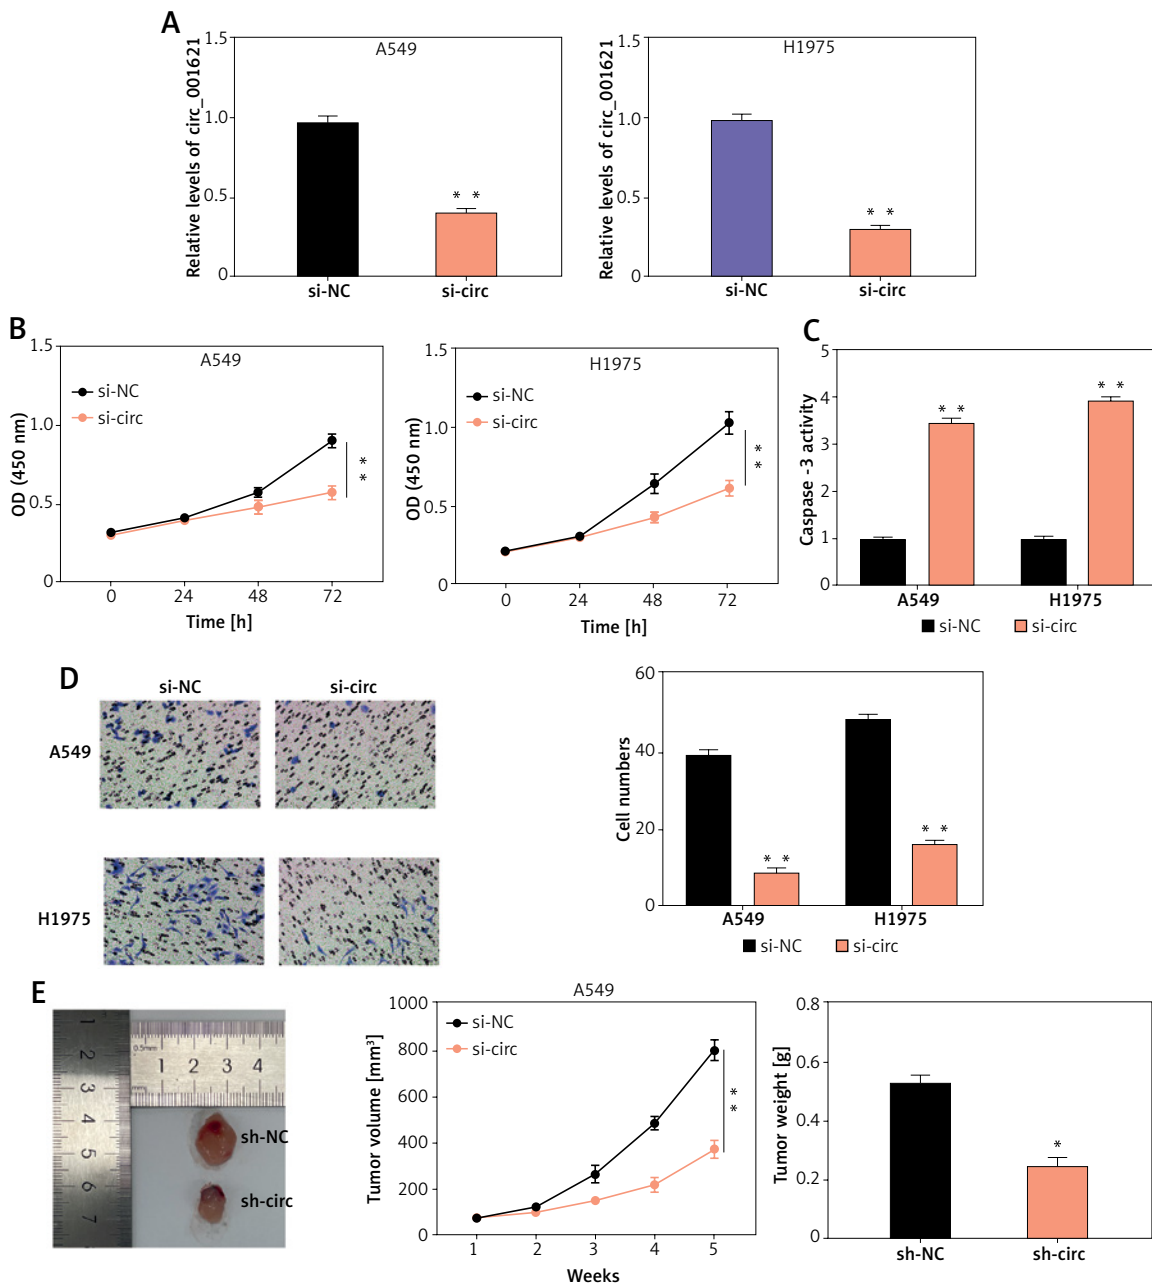 A
A549
Relative levels of circ_001621
1.5
1.0
0.5
0
* *
si-NC
si-circ
H1975
Relative levels of circ_001621
1.5
1.0
0.5
0
* *
si-NC
si-circ
B
A549
OD (450 nm)
1.5
1.0
0.5
0
si-NC
si-circ
* *
0 24 48 72
Time [h]
H1975
OD (450 nm)
1.5
1.0
0.5
0
si-NC
si-circ
* *
0 24 48 72
Time [h]
C
Caspase -3 activity
5
4
3
2
1
0
* *
* *
A549 H1975
si-NC si-circ
D
si-NC si-circ
A549
H1975
Cell numbers
60
40
20
0
* *
* *
A549 H1975
si-NC si-circ
E
1
2
3
4
5
6
7
0.5mm
1 2 3 4
sh-NC
sh-circ
A549
Tumor volume [mm³]
1000
800
600
400
200
0
si-NC
si-circ
* *
1 2 3 4 5
Weeks
Tumor weight [g]
0.8
0.6
0.4
0.2
0
*
sh-NC sh-circ